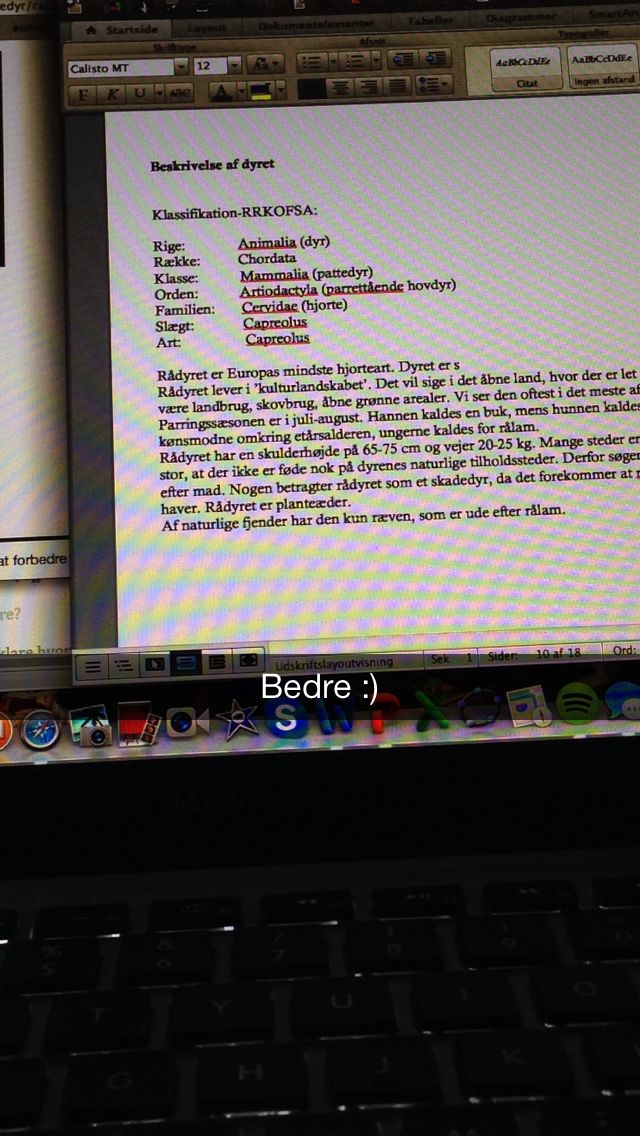 edyr/rå
Startside Layout Dokumentelementer Tabeller Diagrammer SmartAr
Skrifttype Afsnit Typografier
Calisto MT 12
AaBbCcDdEe AaBbCcDdEe
F K U ABC A
Citat Ingen afstand
Beskrivelse af dyret
Klassifikation-RRKOFSA:
Rige: Animalia (dyr)
Række: Chordata
Klasse: Mammalia (pattedyr)
Orden: Artiodactyla (parrettående hovdyr)
Familien: Cervidae (hjorte)
Slægt: Capreolus
Art: Capreolus
Rådyret er Europas mindste hjorteart. Dyret er s
Rådyret lever i 'kulturlandskabet'. Det vil sige i det åbne land, hvor der er let
være landbrug, skovbrug, åbne grønne arealer. Vi ser den oftest i det meste af
Parringssæsonen er i juli-august. Hannen kaldes en buk, mens hunnen kaldes
kønsmodne omkring etårsalderen, ungerne kaldes for rålam.
Rådyret har en skulderhøjde på 65-75 cm og vejer 20-25 kg. Mange steder er
stor, at der ikke er føde nok på dyrenes naturlige tilholdssteder. Derfor søger
efter mad. Nogen betragter rådyret som et skadedyr, da det forekommer at
haver. Rådyret er planteæder.
Af naturlige fjender har den kun ræven, som er ude efter rålam.
at forbedre
re?
Udskriftslayoutvisning Sek 1 Sider: 10 af 18 Ord:
Bedre :)
MacBook Pro
% 5 & 6 / 7 ( 8 ) 9
T Y U I O
G H J K